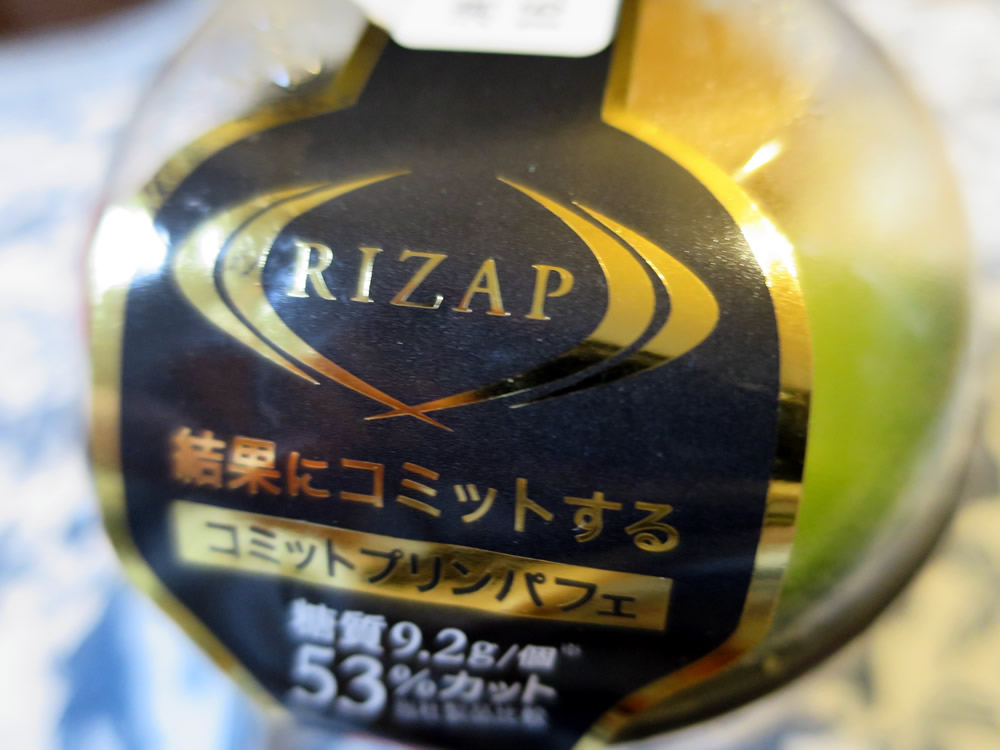 RIZAP
結果にコミットする
コミットプリンパフェ
糖質9.2g/個※
53%カット